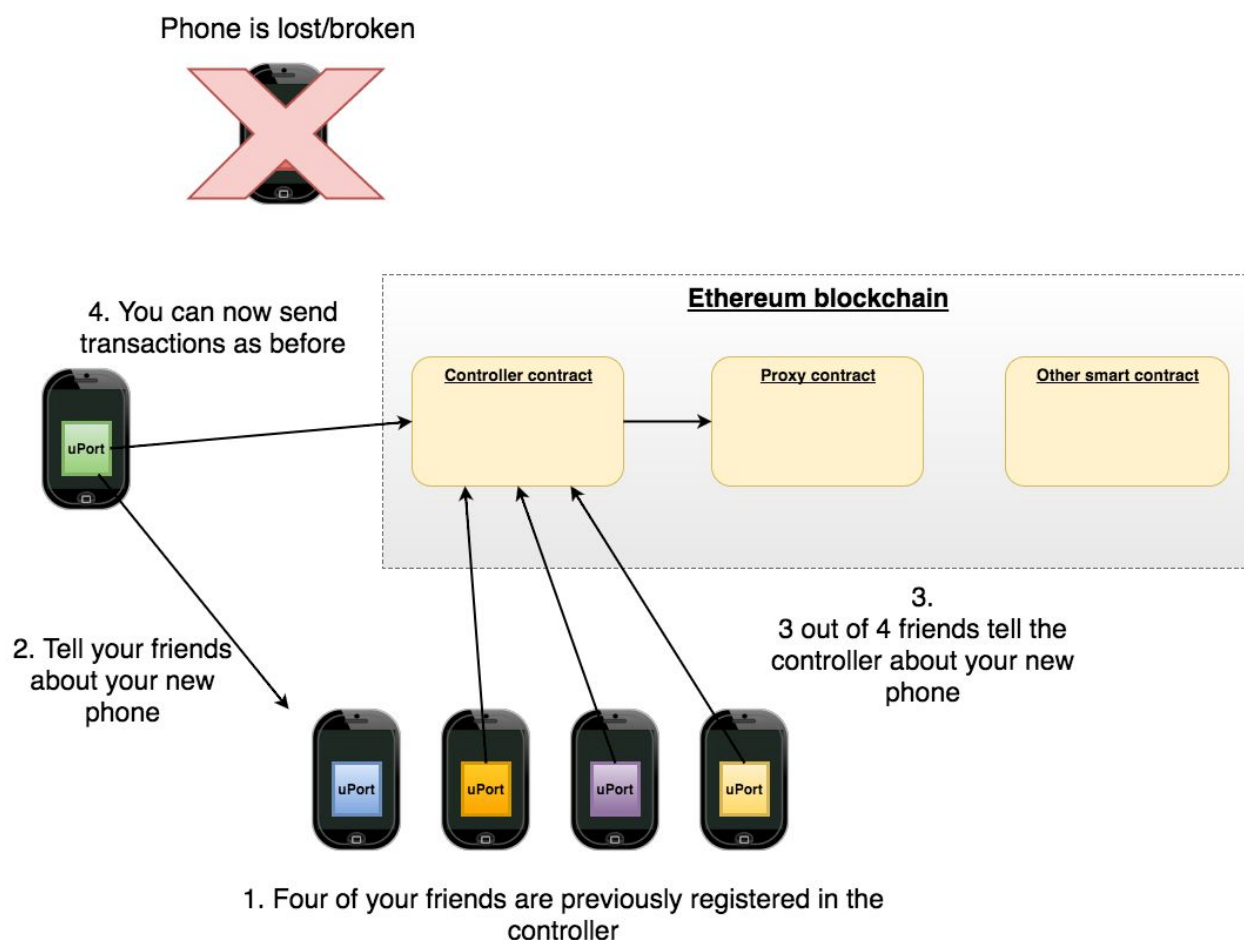 Phone is lost/broken
Ethereum blockchain
4. You can now send
transactions as before
Controller contract
Proxy contract
Other smart contract
uPort
3.
3 out of 4 friends tell the
controller about your new
phone
2. Tell your friends
about your new
phone
uPort
uPort
uPort
uPort
1. Four of your friends are previously registered in the
controller